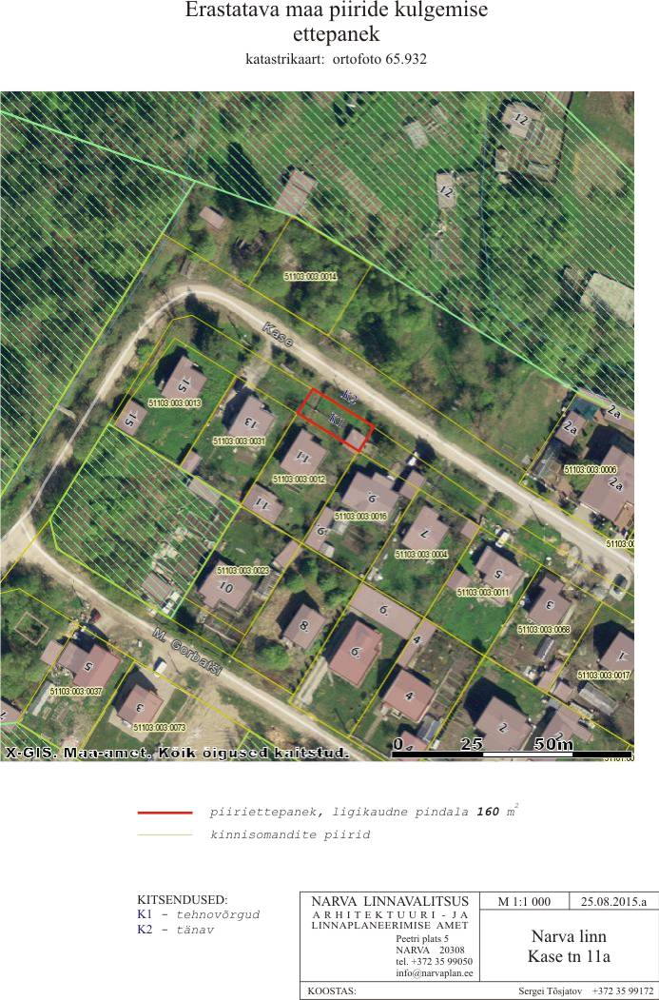 Erastatava maa piiride kulgemise
ettepanek
katastrikaart: ortofoto 65.932
12
12
51103:003:0014
Kase
15
51103:003:0013
15
13
51103:003:0031
K2
K1
2a
2a
51103:003:0006
2a
11
51103:003:0012
11
9
51103:003:0016
9
7
51103:003:0004
51103:00
5
51103:003:0011
51103:003:0023
10
3
51103:003:0068
8
6
6
4
4
4
1
51103:003:0017
M. Gorbatši
5
51103:003:0037
3
51103:003:0073
2
2
X-GIS. Maa-amet. Kõik õigused kaitstud.
0 25 50m
piiriettepanek, ligikaudne pindala 160 m2
kinnisomandite piirid
KITSENDUSED:
K1 - tehnovõrgud
K2 - tänav
NARVA LINNAVALITSUS
ARHITEKTUURI-JA
LINNAPLANEERIMISE AMET
Peetri plats 5
NARVA 20308
tel. +372 35 99050
info@narvaplan.ee
M 1:1 000
25.08.2015.a
Narva linn
Kase tn 11a
KOOSTAS: Sergei Tõsjatov +372 35 99172